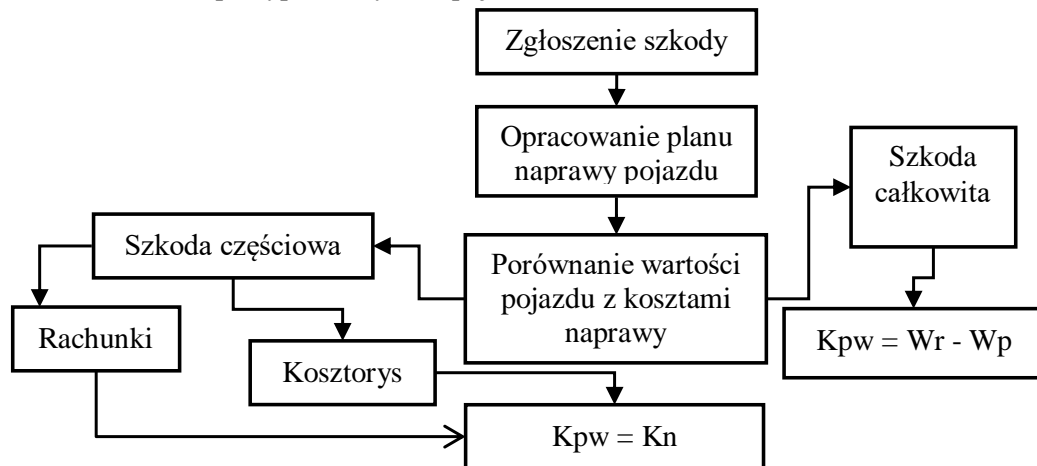 Zgłoszenie szkody
Opracowanie planu
naprawy pojazdu
Szkoda
całkowita
Szkoda częściowa
Porównanie wartości
pojazdu z kosztami
naprawy
Rachunki
Kosztorys
Kpw = Wr - Wp
Kpw = Kn